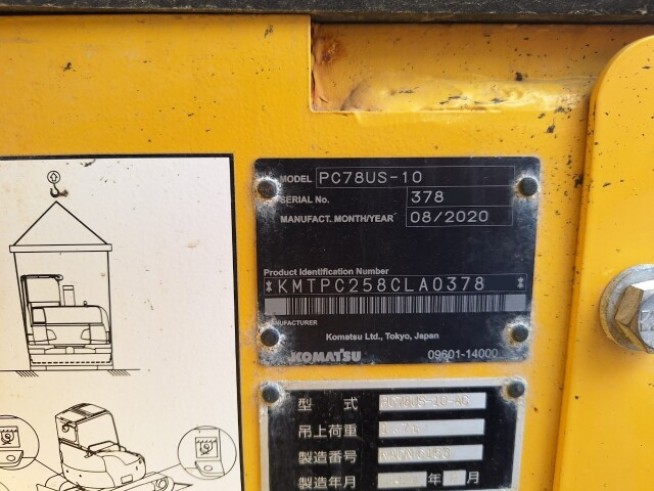 MODEL PC78US-10
SERIAL No. 378
MANUFACT. MONTH/YEAR 08/2020
Product Identification Number
*KMTPC258CLA0378*
MANUFACTURER
Komatsu Ltd., Tokyo, Japan
KOMATSU 09601-14000
型式
吊上荷重
製造番号
製造年月 年 月